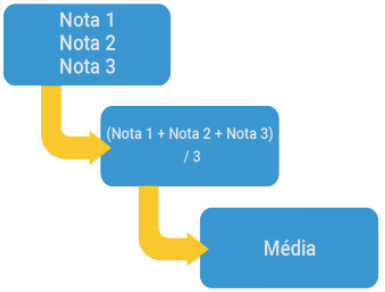 Nota 1
Nota 2
Nota 3
(Nota 1 + Nota 2 + Nota 3)
/ 3
Média